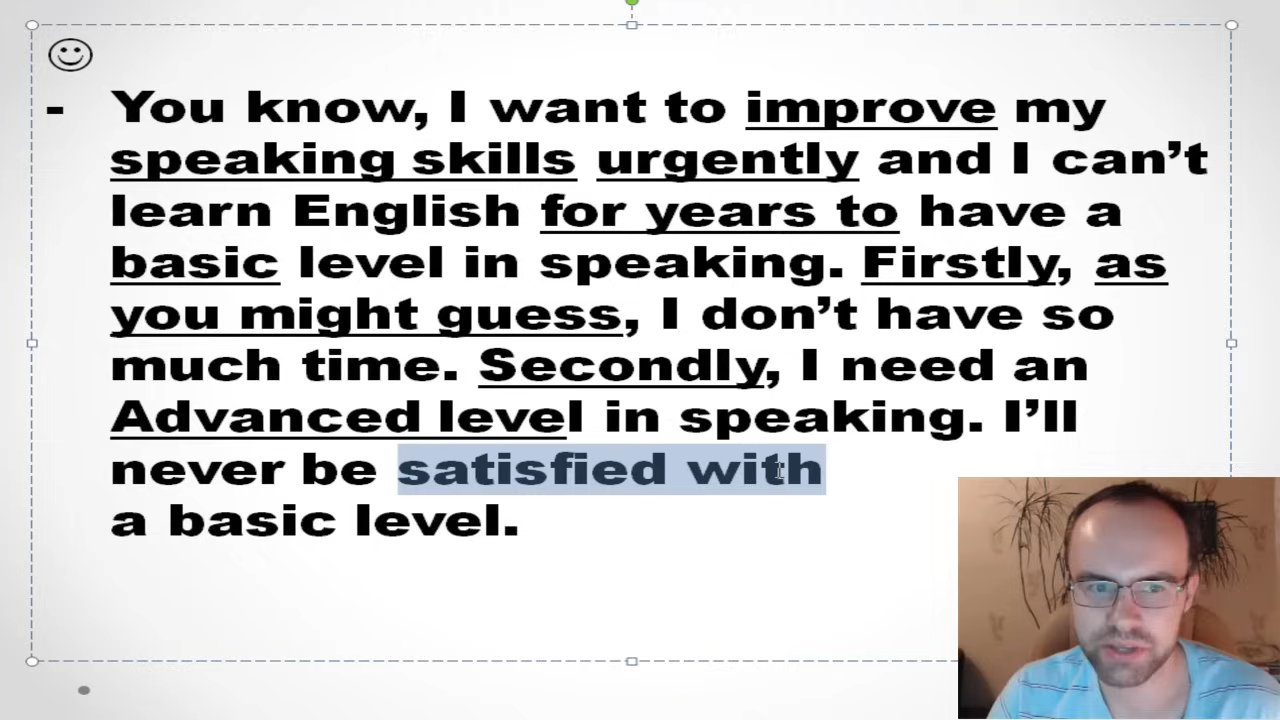 - You know, I want to improve my
speaking skills urgently and I can’t
learn English for years to have a
basic level in speaking. Firstly, as
you might guess, I don’t have so
much time. Secondly, I need an
Advanced level in speaking. I’ll
never be satisfied with
a basic level.